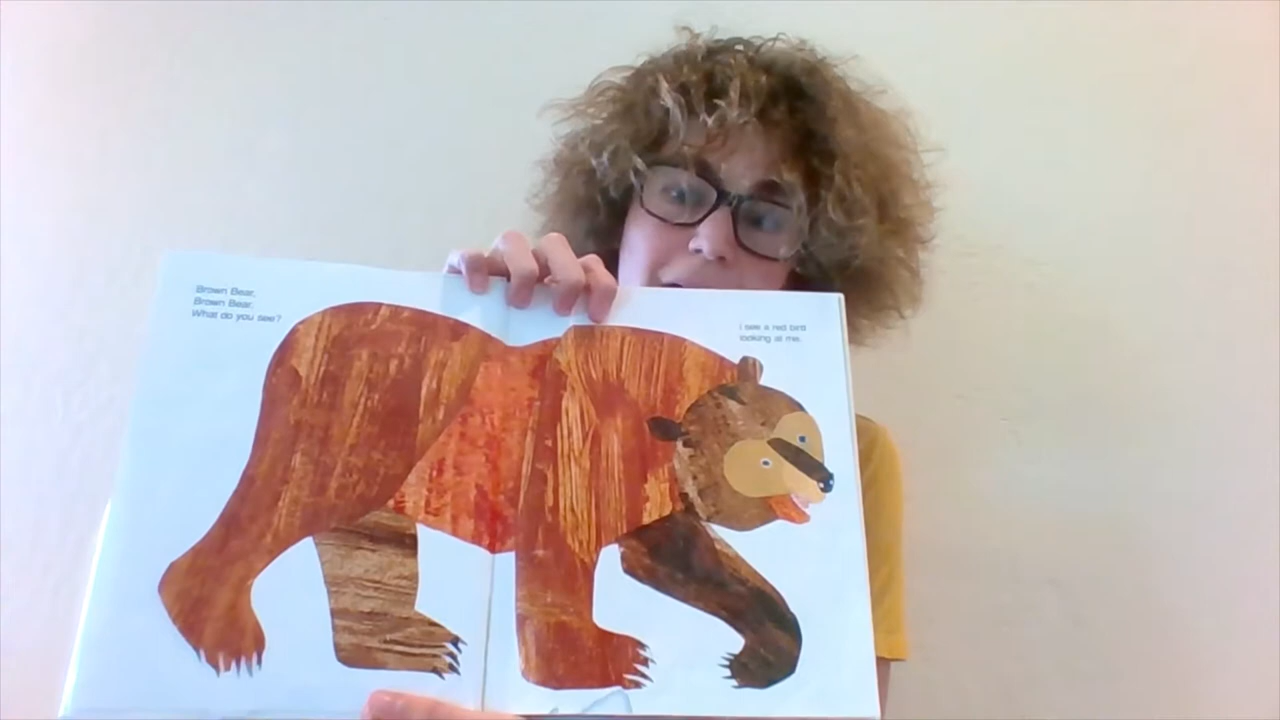 Brown Bear,
Brown Bear,
What do you see?
I see a red bird
looking at me.